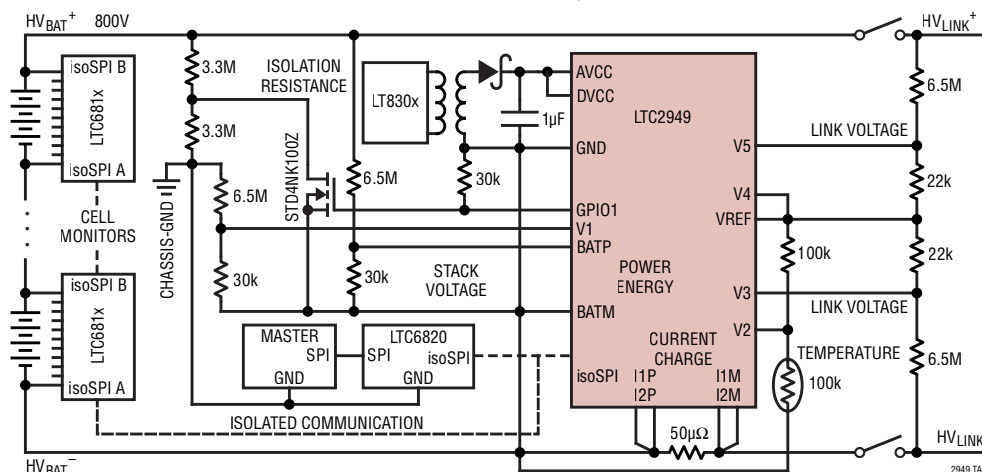 HVBAT+ 800V
HVLINK+
isoSPI B
LTC681x
isoSPI A
3.3M
3.3M
ISOLATION
RESISTANCE
LT830x
1µF
30k
AVCC
DVCC
LTC2949
GND
GPIO1
V1
BATP
POWER
ENERGY
BATM
CURRENT
CHARGE
isoSPI
I1P
I2P
I1M
I2M
V5
V4
VREF
V3
V2
6.5M
LINK VOLTAGE
22k
100k
22k
LINK VOLTAGE
TEMPERATURE
100k
6.5M
CELL
MONITORS
CHASSIS-GND
6.5M
30k
STD4NK100Z
6.5M
30k
STACK
VOLTAGE
isoSPI B
LTC681x
isoSPI A
MASTER
SPI
GND
LTC6820
SPI
isoSPI
GND
ISOLATED COMMUNICATION
50µΩ
HVBAT–
HVLINK
2949 TA